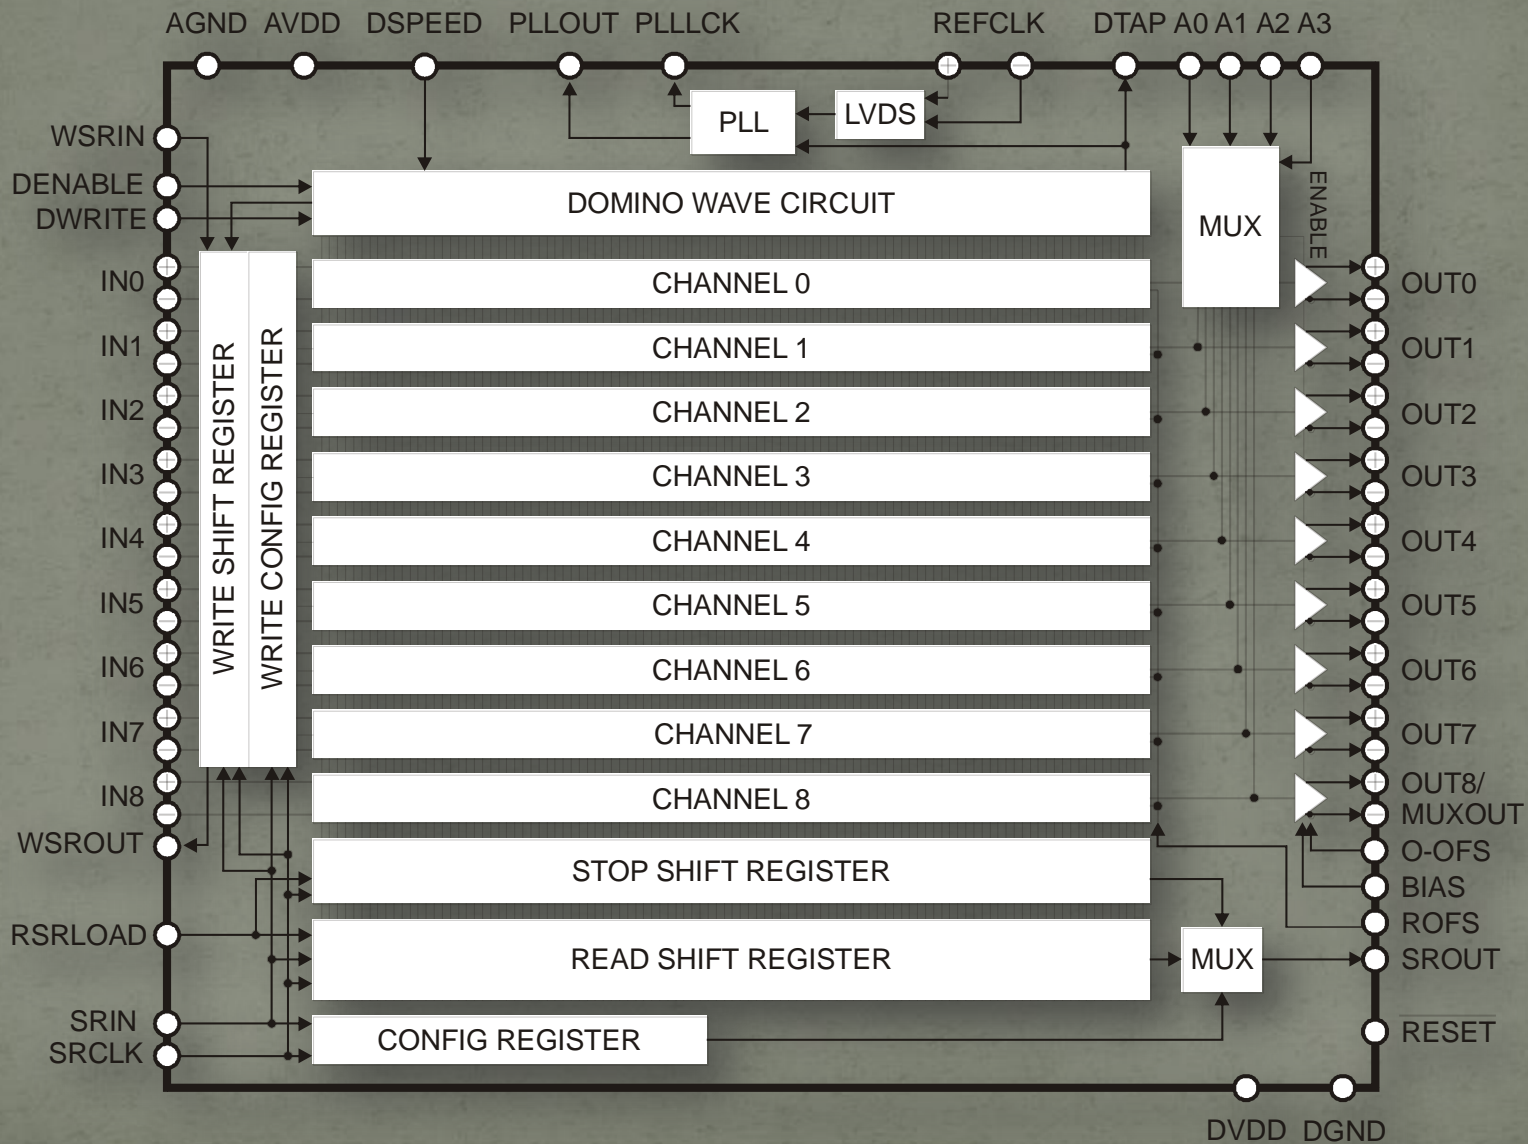 AGND AVDD DSPEED PLLOUT PLLLCK REFCLK DTAP A0 A1 A2 A3
PLL
LVDS
WSRIN
DENABLE
DWRITE
DOMINO WAVE CIRCUIT
MUX
ENABLE
IN0
CHANNEL 0
OUT0
IN1
CHANNEL 1
OUT1
IN2
CHANNEL 2
OUT2
IN3
CHANNEL 3
OUT3
IN4
CHANNEL 4
OUT4
IN5
CHANNEL 5
OUT5
IN6
CHANNEL 6
OUT6
IN7
CHANNEL 7
OUT7
IN8
CHANNEL 8
OUT8/
MUXOUT
WRITE SHIFT REGISTER
WRITE CONFIG REGISTER
WSROUT
STOP SHIFT REGISTER
O-OFS
BIAS
ROFS
RSRLOAD
READ SHIFT REGISTER
MUX
SROUT
SRIN
SRCLK
CONFIG REGISTER
RESET
DVDD DGND